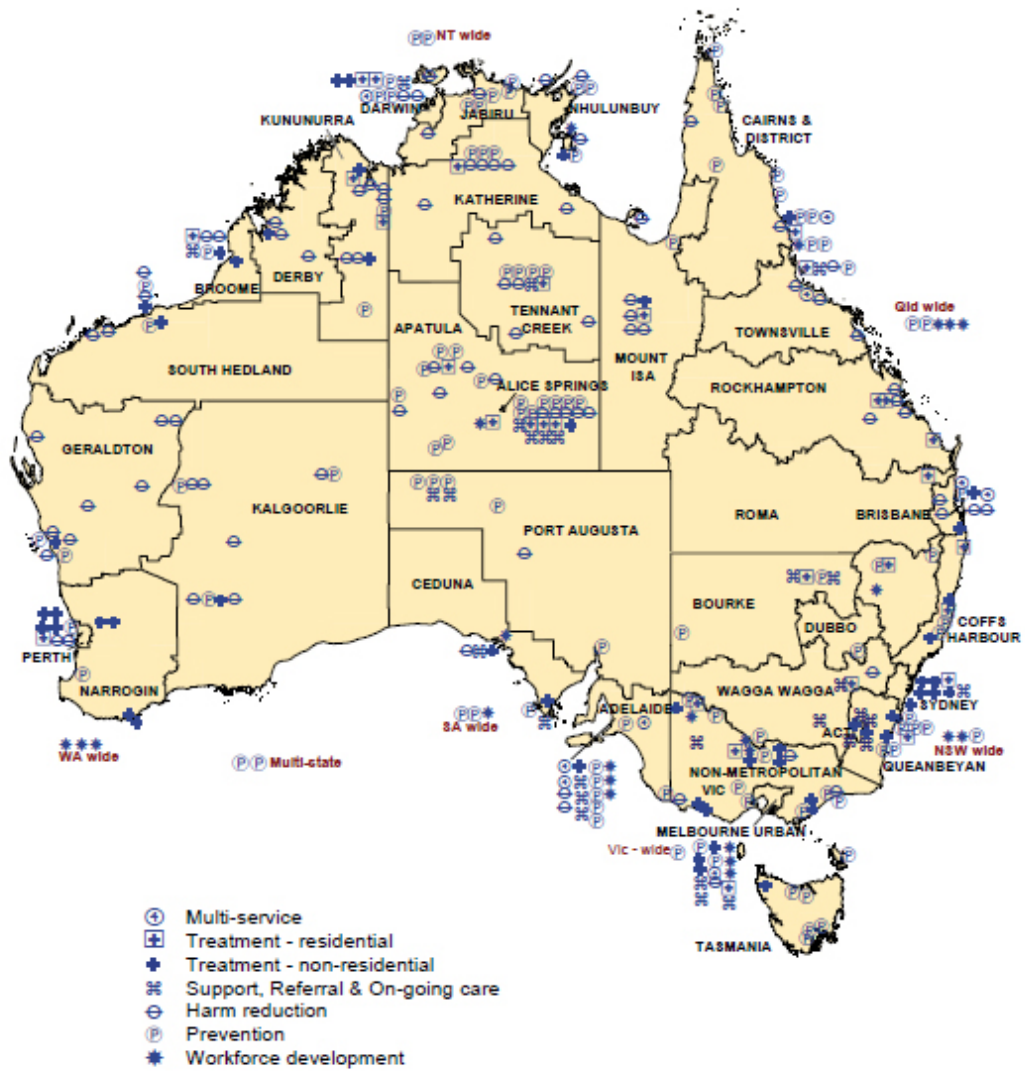 NT wide
DARWIN
JABIRU
NHULUNBUY
KUNUNURRA
CAIRNS &
DISTRICT
KATHERINE
DERBY
BROOME
TENNANT
CREEK
APATULA
Qld wide
TOWNSVILLE
MOUNT
ISA
SOUTH HEDLAND
ALICE SPRINGS
ROCKHAMPTON
GERALDTON
KALGOORLIE
PORT AUGUSTA
ROMA
BRISBANE
CEDUNA
BOURKE
DUBBO
COFFS
HARBOUR
PERTH
NARROGIN
WAGGA WAGGA
SYDNEY
ADELAIDE
SA wide
ACT
WA wide
NSW wide
Multi-state
QUEANBEYAN
NON-METROPOLITAN
VIC
MELBOURNE URBAN
Vic - wide
TASMANIA
Multi-service
Treatment - residential
Treatment - non-residential
Support, Referral & On-going care
Harm reduction
P Prevention
Workforce development